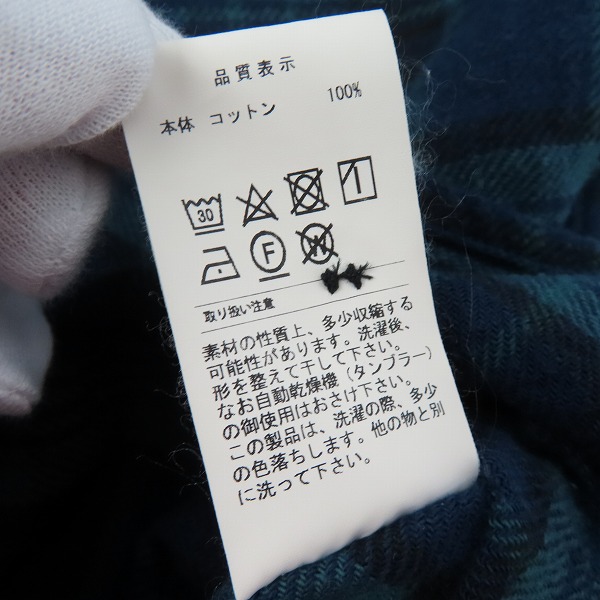 品質表示
本体 コットン 100%
30
F
W
取り扱い注意
素材の性質上、多少収縮する
可能性があります。洗濯後、
形を整えて干して下さい。
なお自動乾燥機（タンブラー）
の御使用はおさけ下さい。
この製品は、洗濯の際、多少
の色落ちします。他の物と別
に洗って下さい。